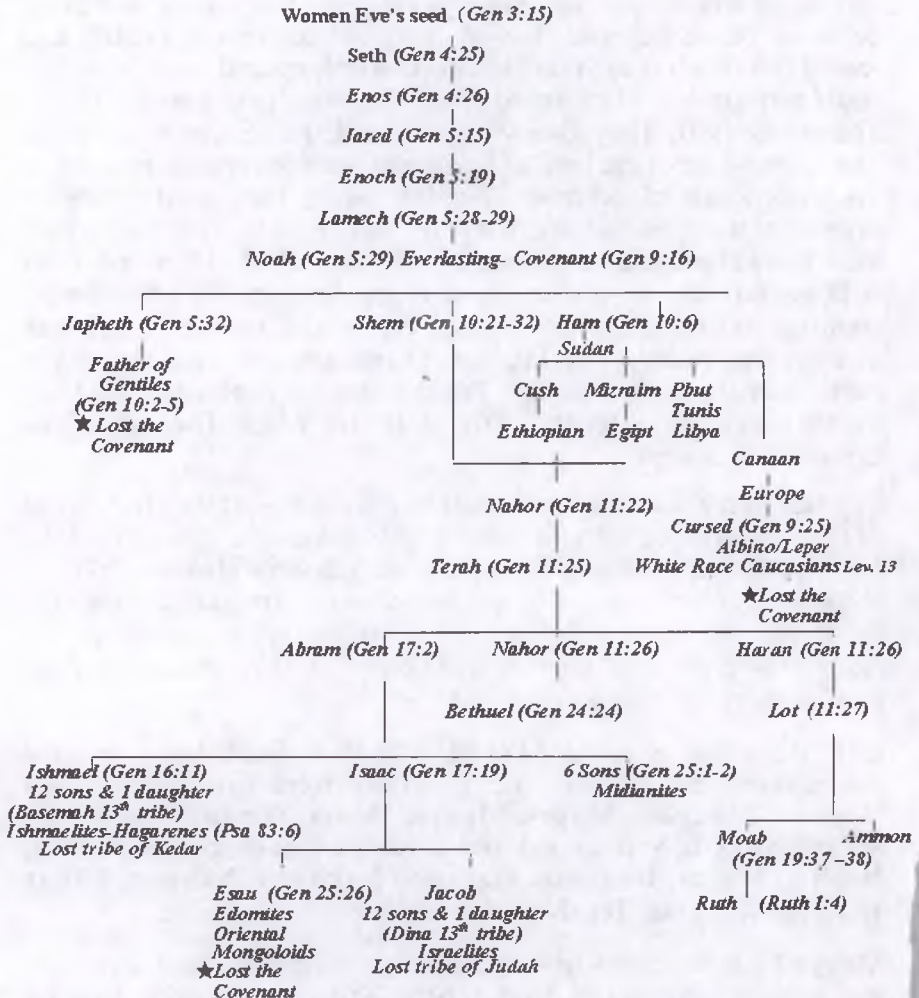 Women Eve's seed (Gen 3:15)
Seth (Gen 4:25)
Enos (Gen 4:26)
Jared (Gen 5:15)
Enoch (Gen 5:19)
Lamech (Gen 5:28-29)
Noah (Gen 5:29) Everlasting- Covenant (Gen 9:16)
Japheth (Gen 5:32) Shem (Gen 10:21-32) Ham (Gen 10:6)
Sudan
Father of
Gentiles
(Gen 10:2-5)
★ Lost the
Covenant
Cush Mizraim Phut
Tunis
Ethiopian Egipt Libya
Canaan
Europe
Nahor (Gen 11:22)
Cursed (Gen 9:25)
Albino/Leper
Terah (Gen 11:25) White Race Caucasians Lev. 13
★Lost the
Covenant
Abram (Gen 17:2) Nahor (Gen 11:26) Haran (Gen 11:26)
Bethuel (Gen 24:24) Lot (11:27)
Ishmael (Gen 16:11) Isaac (Gen 17:19) 6 Sons (Gen 25:1-2)
12 sons & 1 daughter Midianites
(Basemah 13th tribe)
Ishmaelites-Hagarenes (Psa 83:6)
Lost tribe of Kedar
Moab Ammon
(Gen 19:37-38)
Ruth (Ruth 1:4)
Esau (Gen 25:26) Jacob
Edomites 12 sons & 1 daughter
Oriental (Dina 13th tribe)
Mongoloids Israelites
★Lost the Lost tribe of Judah
Covenant